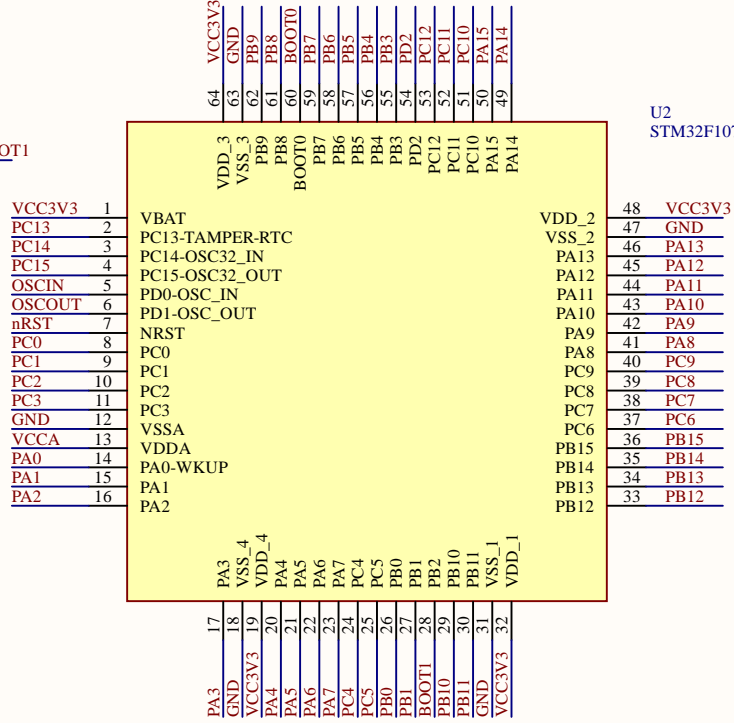 VCC3V3 GND PB9 PB8 BOOT0 PB7 PB6 PB5 PB4 PB3 PD2 PC12 PC11 PC10 PA15 PA14
64 63 62 61 60 59 58 57 56 55 54 53 52 51 50 49
VDD_3 VSS_3 PB9 PB8 BOOT0 PB7 PB6 PB5 PB4 PB3 PD2 PC12 PC11 PC10 PA15 PA14
U2
STM32F107
OT1
VCC3V3 1 VBAT
PC13 2 PC13-TAMPER-RTC
PC14 3 PC14-OSC32_IN
PC15 4 PC15-OSC32_OUT
OSCIN 5 PD0-OSC_IN
OSCOUT 6 PD1-OSC_OUT
nRST 7 NRST
PC0 8 PC0
PC1 9 PC1
PC2 10 PC2
PC3 11 PC3
GND 12 VSSA
VCCA 13 VDDA
PA0 14 PA0-WKUP
PA1 15 PA1
PA2 16 PA2
VDD_2 48 VCC3V3
VSS_2 47 GND
PA13 46 PA13
PA12 45 PA12
PA11 44 PA11
PA10 43 PA10
PA9 42 PA9
PA8 41 PA8
PC9 40 PC9
PC8 39 PC8
PC7 38 PC7
PC6 37 PC6
PB15 36 PB15
PB14 35 PB14
PB13 34 PB13
PB12 33 PB12
PA3 VSS_4 VDD_4 PA4 PA5 PA6 PA7 PC4 PC5 PB0 PB1 PB2 PB10 PB11 VSS_1 VDD_1
17 18 19 20 21 22 23 24 25 26 27 28 29 30 31 32
PA3 GND VCC3V3 PA4 PA5 PA6 PA7 PC4 PC5 PB0 PB1 BOOT1 PB10 PB11 GND VCC3V3